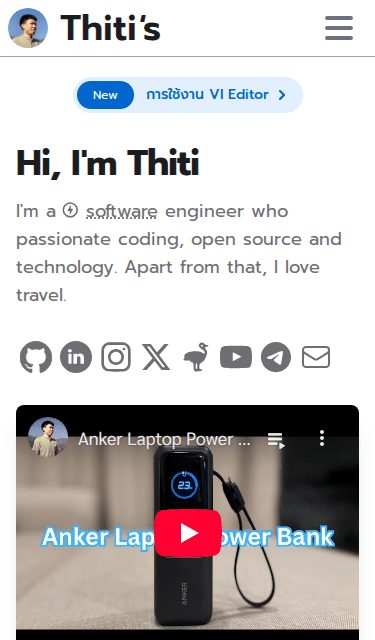 Thiti's
New
การใช้งาน VI Editor
Hi, I'm Thiti
I'm a software engineer who
passionate coding, open source and
technology. Apart from that, I love
travel.
in
Anker Laptop Power ...
23
Anker Lap ower Bank
ANKER